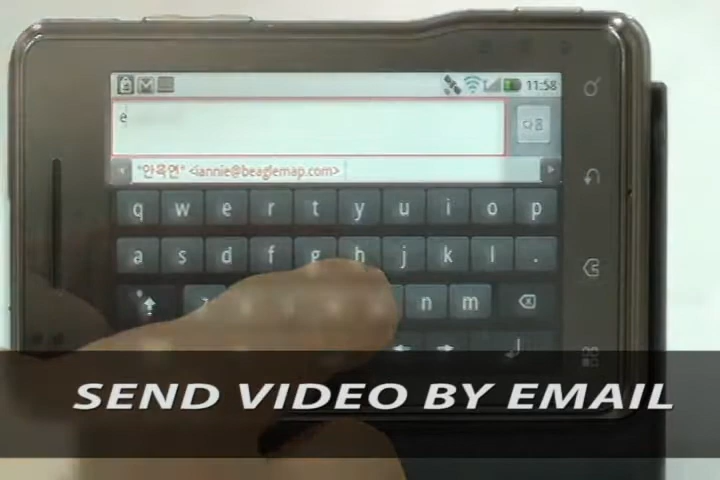 11:58
e
다음
"안옥연" <iannie@beaglemap.com>
q w e r t y u i o p
a s d f g h j k l .
n m
SEND VIDEO BY EMAIL